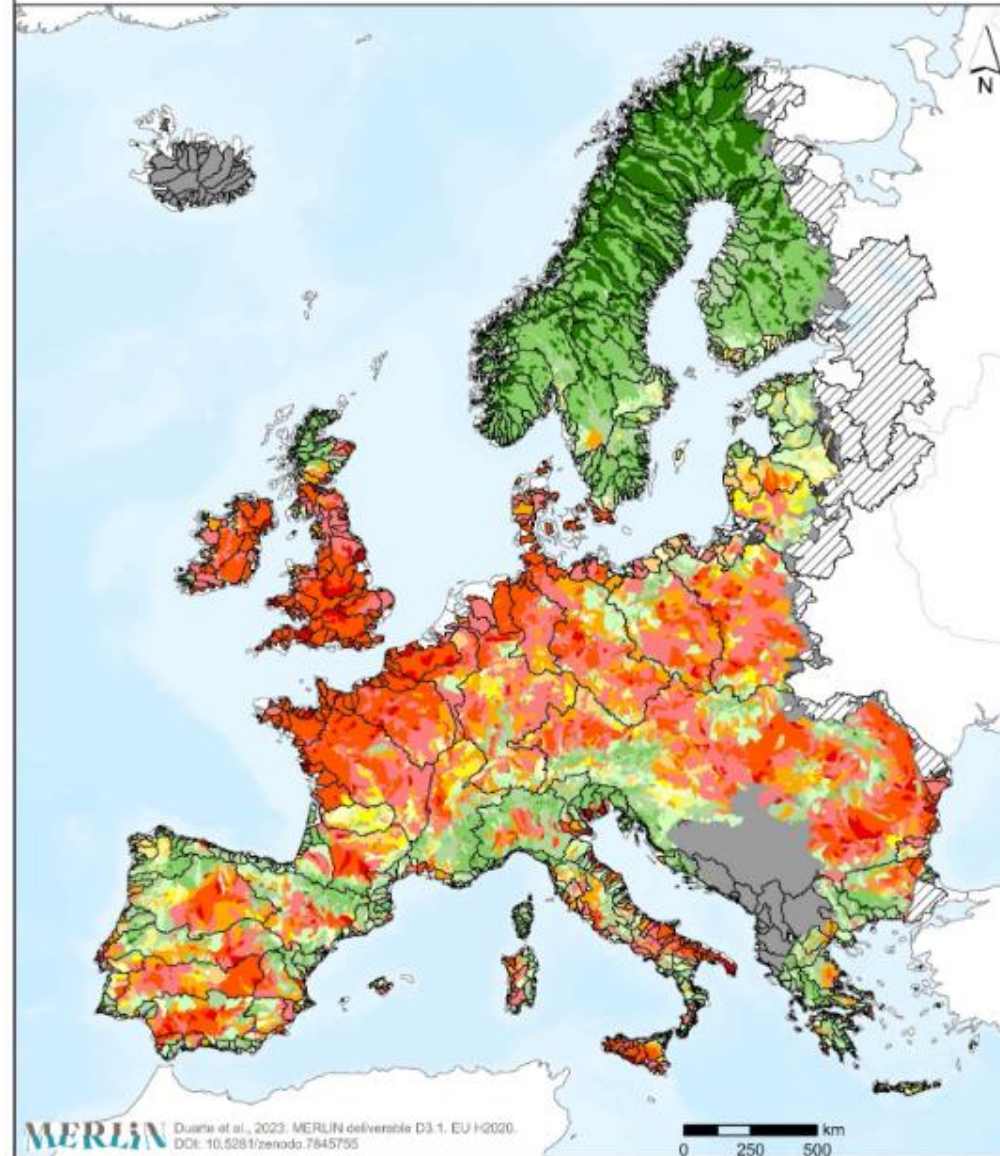 N
MERLIN
Duarte et al., 2023. MERLIN deliverable D3.1. EU H2020.
DOI: 10.5281/zenodo.7845755
km
0 250 500